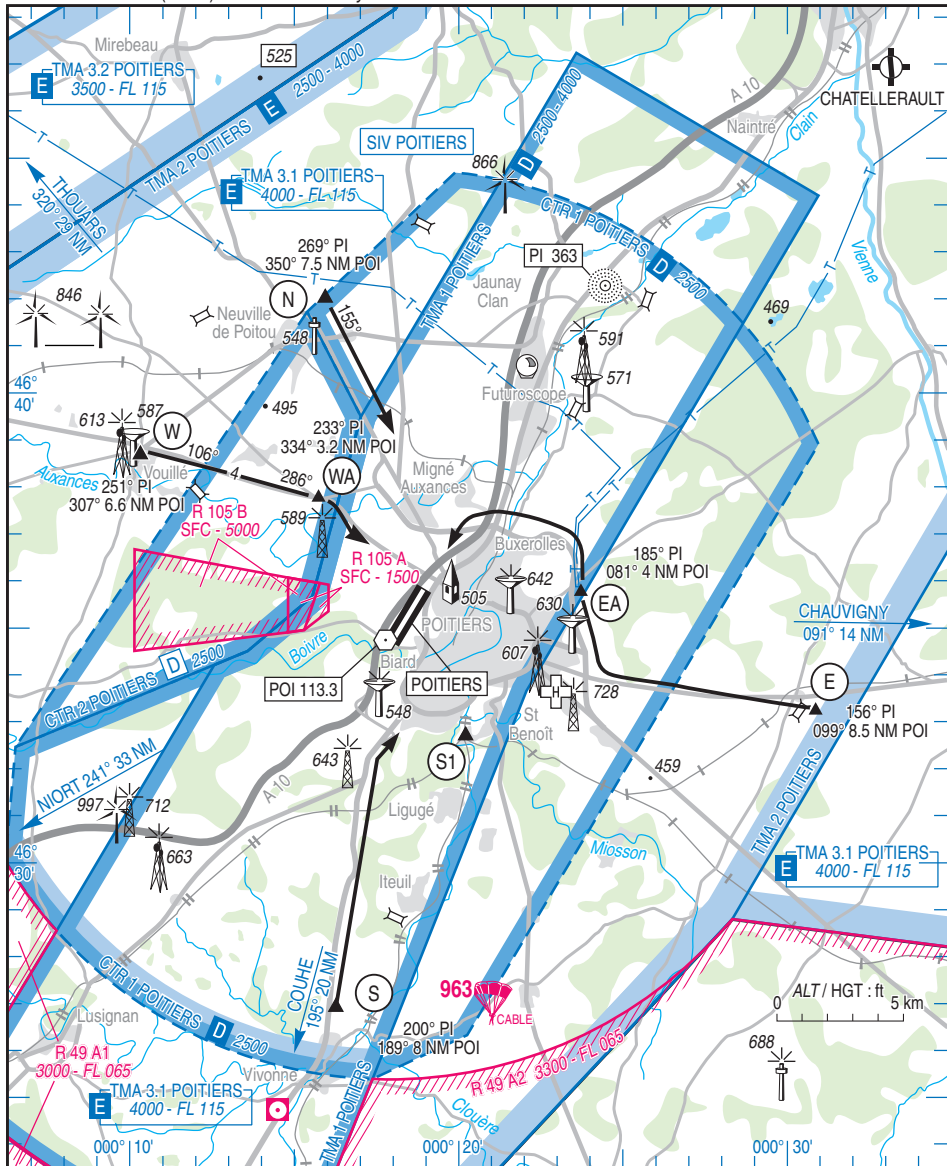 Mirebeau
525
E TMA 3.2 POITIERS
3500 - FL 115
TMA 2 POITIERS E 2500-4000
CHATELLERAULT
A 10
Naintré
Clain
SIV POITIERS
866
D 2500-4000
E TMA 3.1 POITIERS
4000 - FL 115
THOUARS
320° 29 NM
CTR 1 POITIERS D 2500
Vienne
269° PI
350° 7.5 NM POI
PI 363
TMA 1 POITIERS
N
155°
Jaunay
Clan
846
Neuville
de Poitou
548
469
591
571
46°
40'
Futuroscope
495
613
587
W
233° PI
334° 3.2 NM POI
106°
4
286°
Vouillé
WA
Migné
Auxances
Auxances
251° PI
307° 6.6 NM POI
R 105 B
SFC - 5000
589
Buxerolles
185° PI
081° 4 NM POI
R 105 A
SFC - 1500
642
505
630
EA
POITIERS
CHAUVIGNY
091° 14 NM
Boivre
607
Biard
CTR 2 POITIERS D 2500
POI 113.3
POITIERS
E
728
548
156° PI
099° 8.5 NM POI
St
Benoît
S1
NIORT 241° 33 NM
643
459
A 10
997
712
Ligugé
TMA 2 POITIERS
663
Miosson
46°
30'
E TMA 3.1 POITIERS
4000 - FL 115
Iteuil
COUHE
195° 20 NM
S
963
CABLE
ALT / HGT : ft
0 5 km
CTR 1 POITIERS D 2500
Lusignan
200° PI
189° 8 NM POI
R 49 A1
3000 - FL 065
R 49 A2 3300 - FL 065
688
Vivonne
E TMA 3.1 POITIERS
4000 - FL 115
TMA 1 POITIERS
Clouère
000° 10'
000° 20'
000° 30'